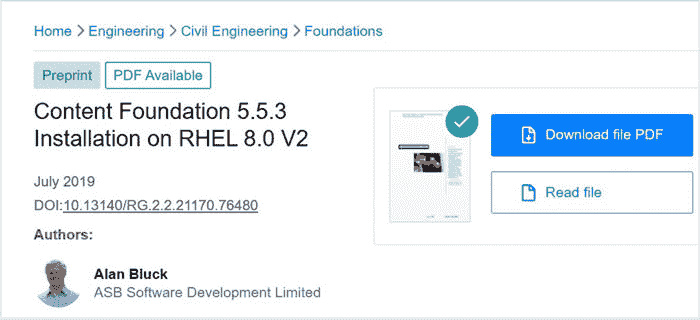 Home > Engineering > Civil Engineering > Foundations
Preprint PDF Available
Content Foundation 5.5.3
Installation on RHEL 8.0 V2
July 2019
DOI:10.13140/RG.2.2.21170.76480
Authors:
Alan Bluck
ASB Software Development Limited
Download file PDF
Read file